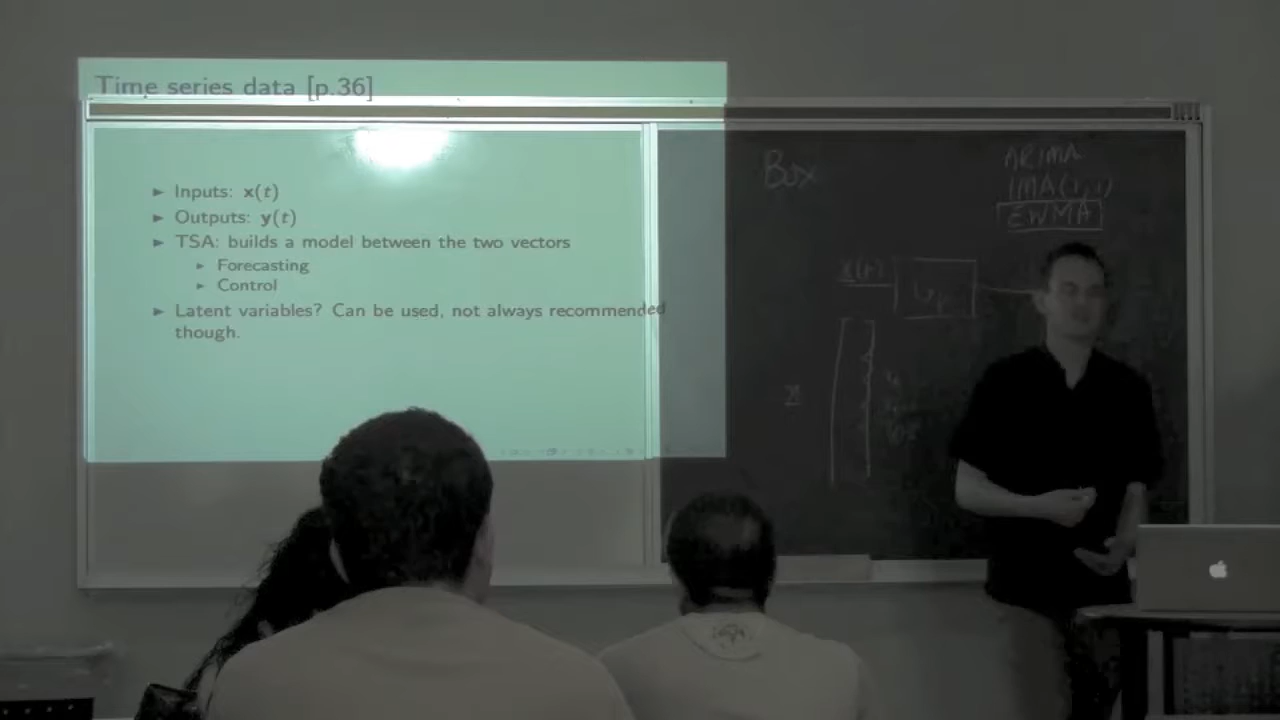 Time series data [p.36]
► Inputs: x(t)
► Outputs: y(t)
► TSA: builds a model between the two vectors
► Forecasting
► Control
► Latent variables? Can be used, not always recommended
though.
Box
ARIMA
IMA(1,1)
EWMA
x(t)